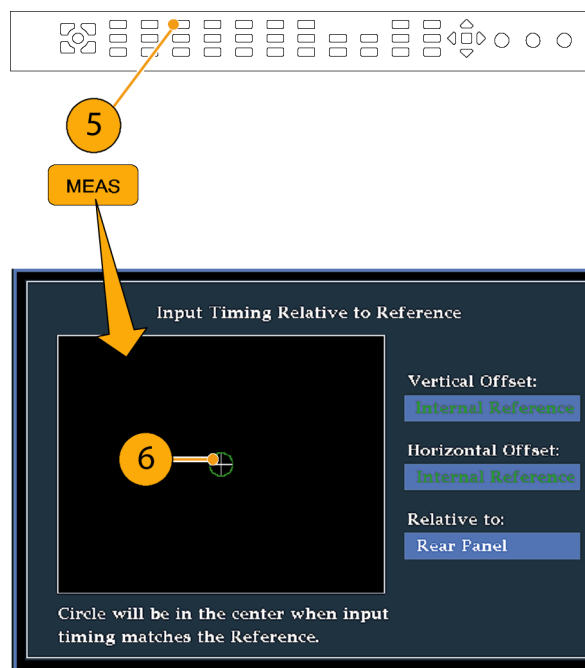 5
MEAS
Input Timing Relative to Reference
6
Vertical Offset:
Internal Reference
Horizontal Offset:
Internal Reference
Relative to:
Rear Panel
Circle will be in the center when input
timing matches the Reference.